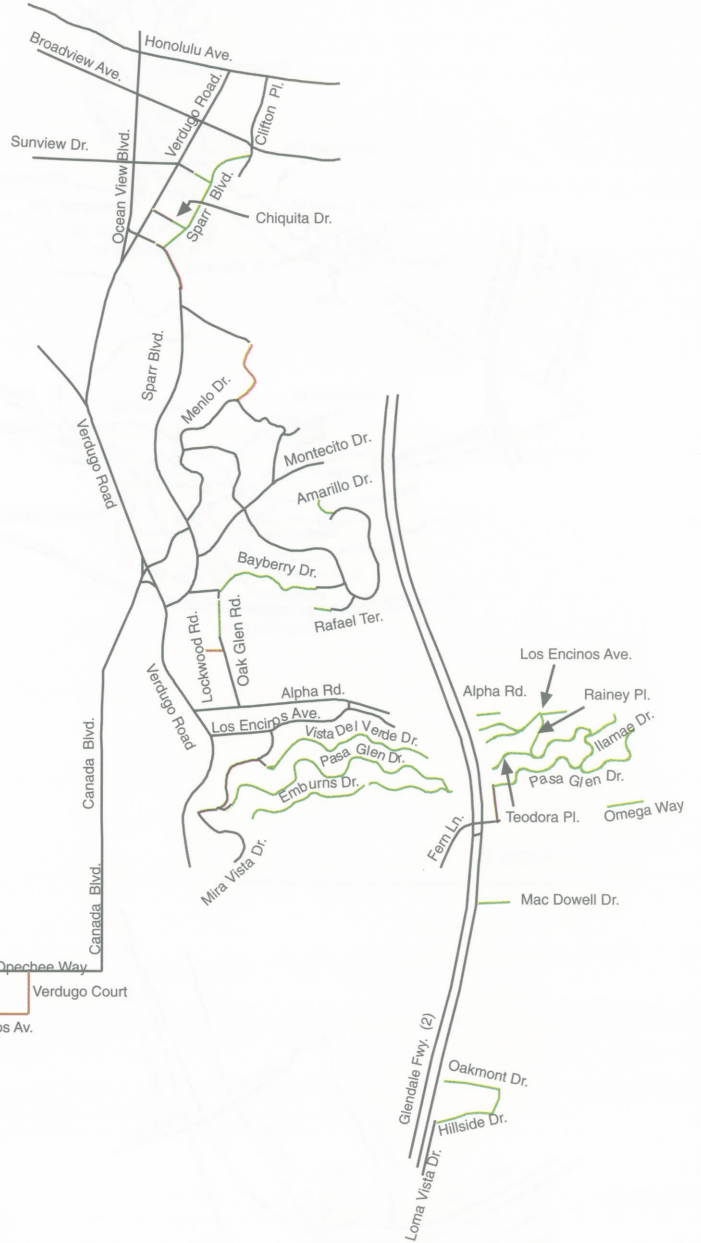 Honolulu Ave.
Broadview Ave.
Verdugo Road.
Clifton Pl.
Sunview Dr.
Ocean View Blvd.
Sparr Blvd.
Chiquita Dr.
Sparr Blvd.
Menlo Dr.
Verdugo Road
Montecito Dr.
Amarillo Dr.
Bayberry Dr.
Rafael Ter.
Lockwood Rd.
Oak Glen Rd.
Los Encinos Ave.
Verdugo Road
Alpha Rd.
Alpha Rd.
Rainey Pl.
Los Encinos Ave.
Vista Del Verde Dr.
Ilamae Dr.
Pasa Glen Dr.
Pasa Glen Dr.
Canada Blvd.
Emburns Dr.
Teodora Pl.
Omega Way
Fern Ln.
Mira Vista Dr.
Canada Blvd.
Mac Dowell Dr.
Opechee Way
Verdugo Court
os Av.
Glendale Fwy. (2)
Oakmont Dr.
Hillside Dr.
Loma Vista Dr.